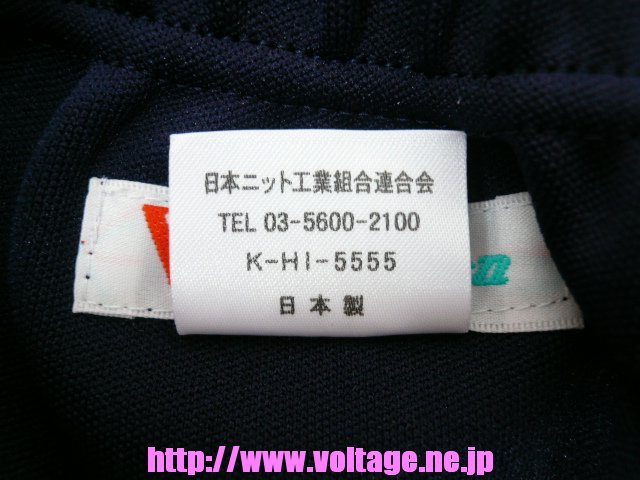 日本ニット工業組合連合会
TEL 03-5600-2100
K-HI-5555
日本製
http://www.voltage.ne.jp